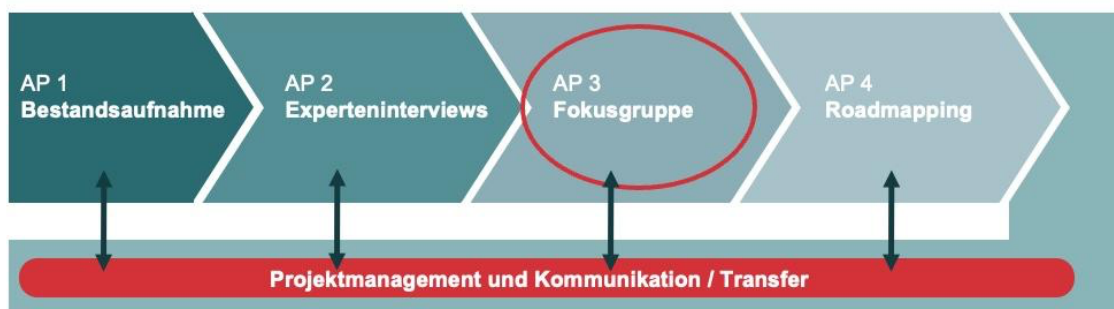 AP 1
Bestandsaufnahme
AP 2
Experteninterviews
AP 3
Fokusgruppe
AP 4
Roadmapping
Projektmanagement und Kommunikation / Transfer